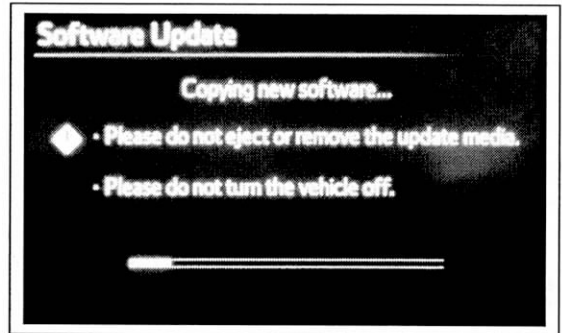 Software Update
Copying new software...
• Please do not eject or remove the update media.
• Please do not turn the vehicle off.